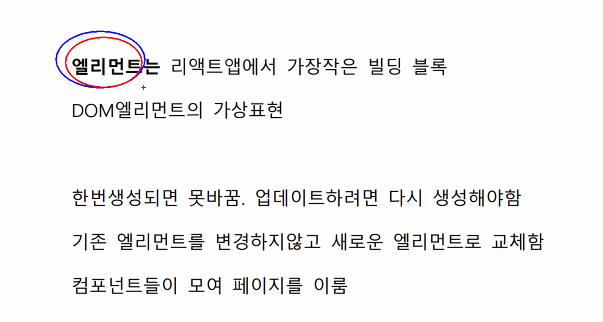 엘리먼트는 리액트앱에서 가장작은 빌딩 블록
DOM엘리먼트의 가상표현
한번생성되면 못바꿈. 업데이트하려면 다시 생성해야함
기존 엘리먼트를 변경하지않고 새로운 엘리먼트로 교체함
컴포넌트들이 모여 페이지를 이룸